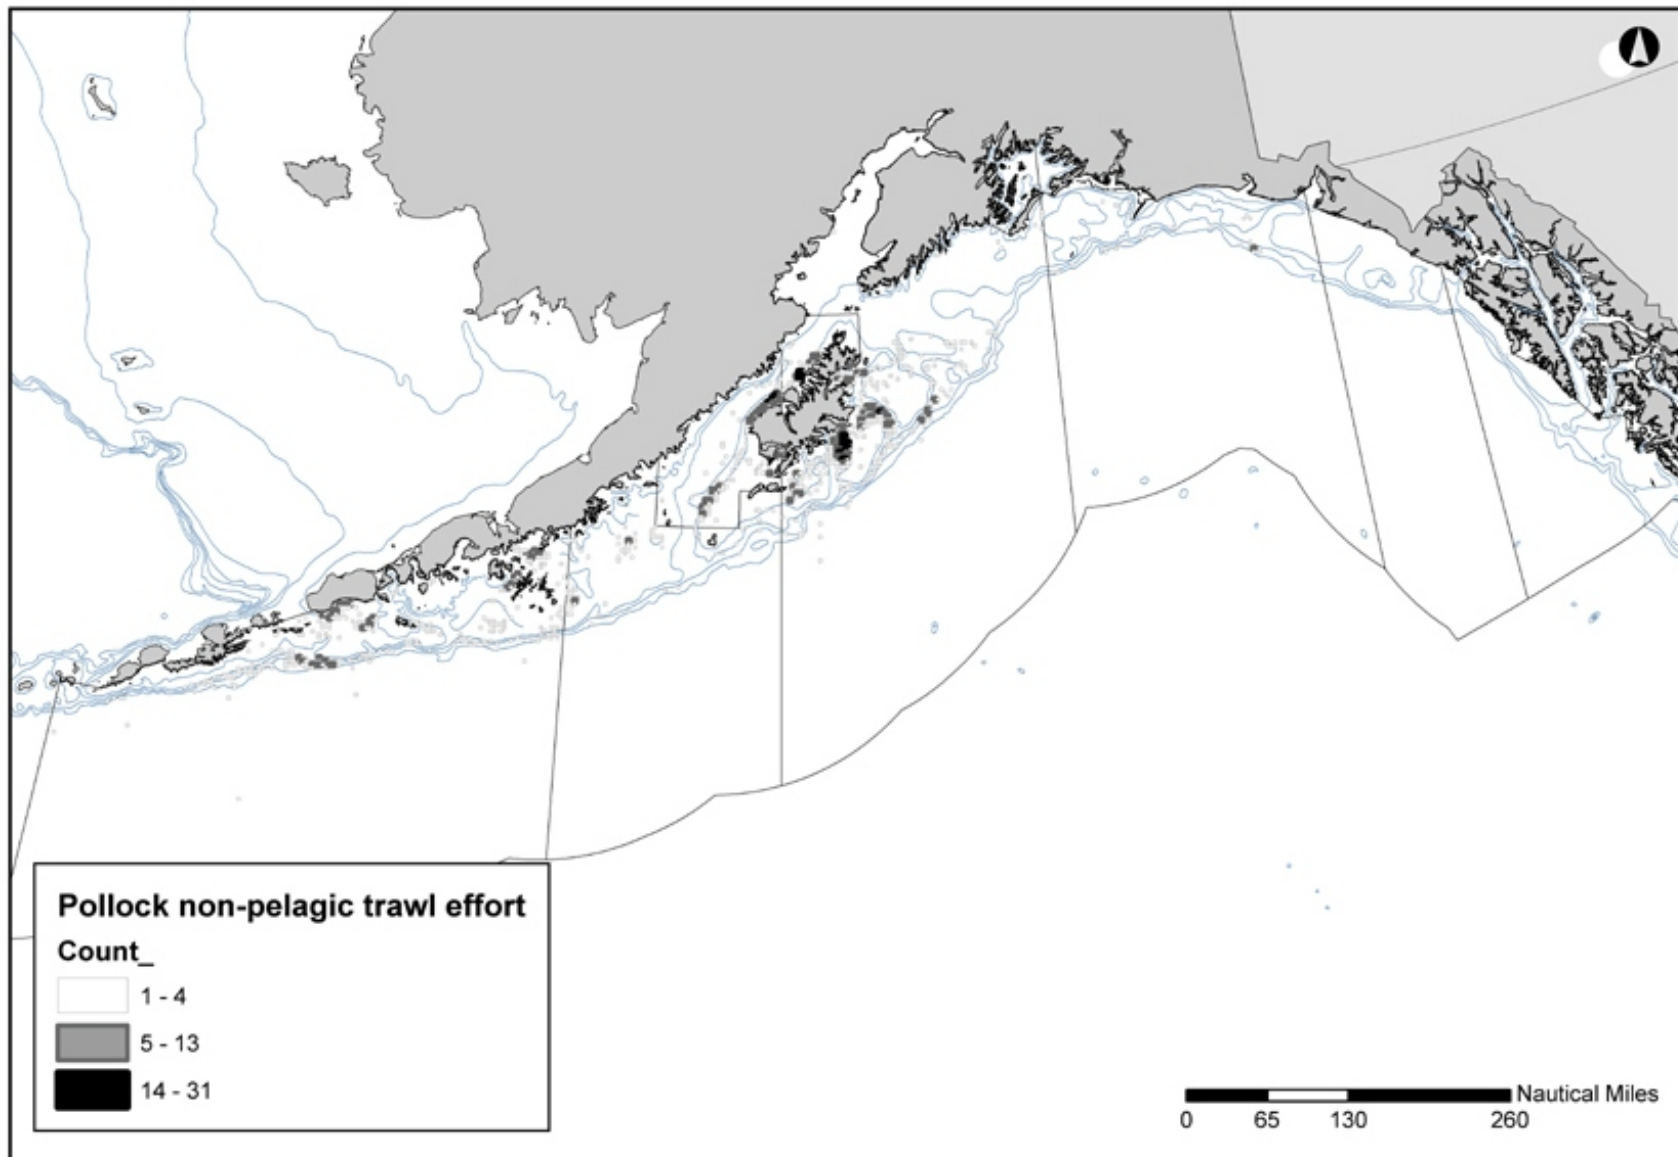 Pollock non-pelagic trawl effort
Count_
1 - 4
5 - 13
14 - 31
Nautical Miles
0 65 130 260